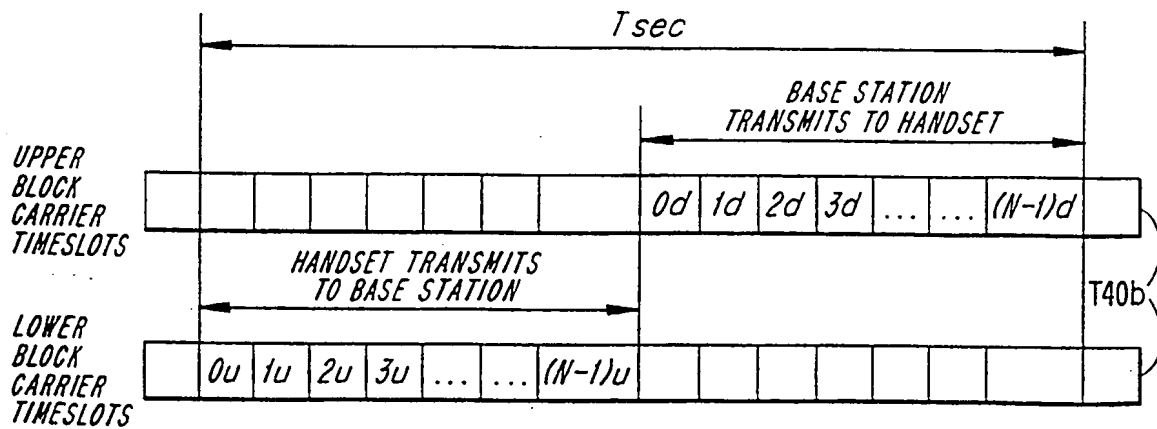 T sec
BASE STATION
TRANSMITS TO HANDSET
UPPER
BLOCK
CARRIER
TIMESLOTS
0d 1d 2d 3d ... ... (N-1)d
HANDSET TRANSMITS
TO BASE STATION
T40b
LOWER
BLOCK
CARRIER
TIMESLOTS
0u 1u 2u 3u ... ... (N-1)u